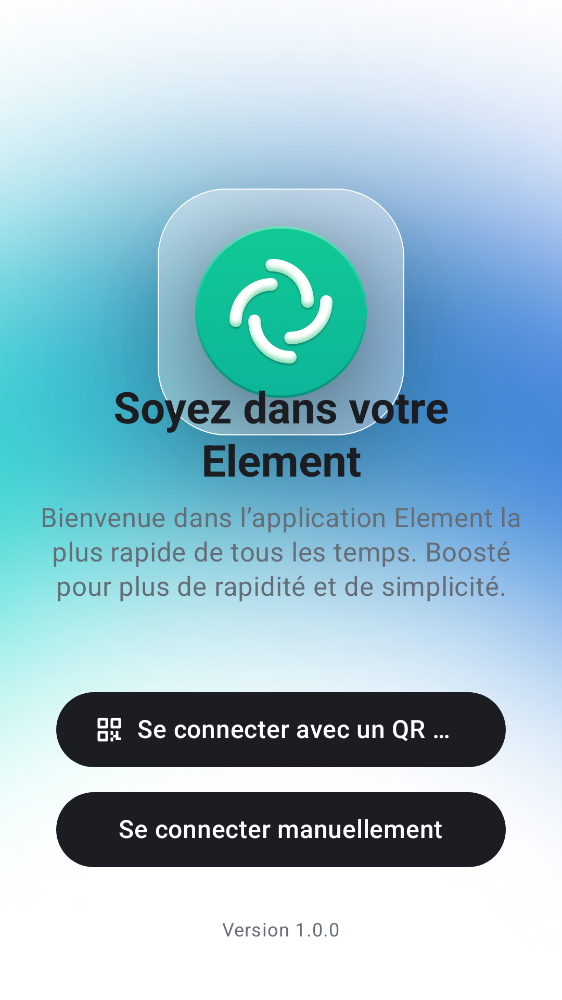 Soyez dans votre
Element
Bienvenue dans l’application Element la
plus rapide de tous les temps. Boosté
pour plus de rapidité et de simplicité.
Se connecter avec un QR …
Se connecter manuellement
Version 1.0.0